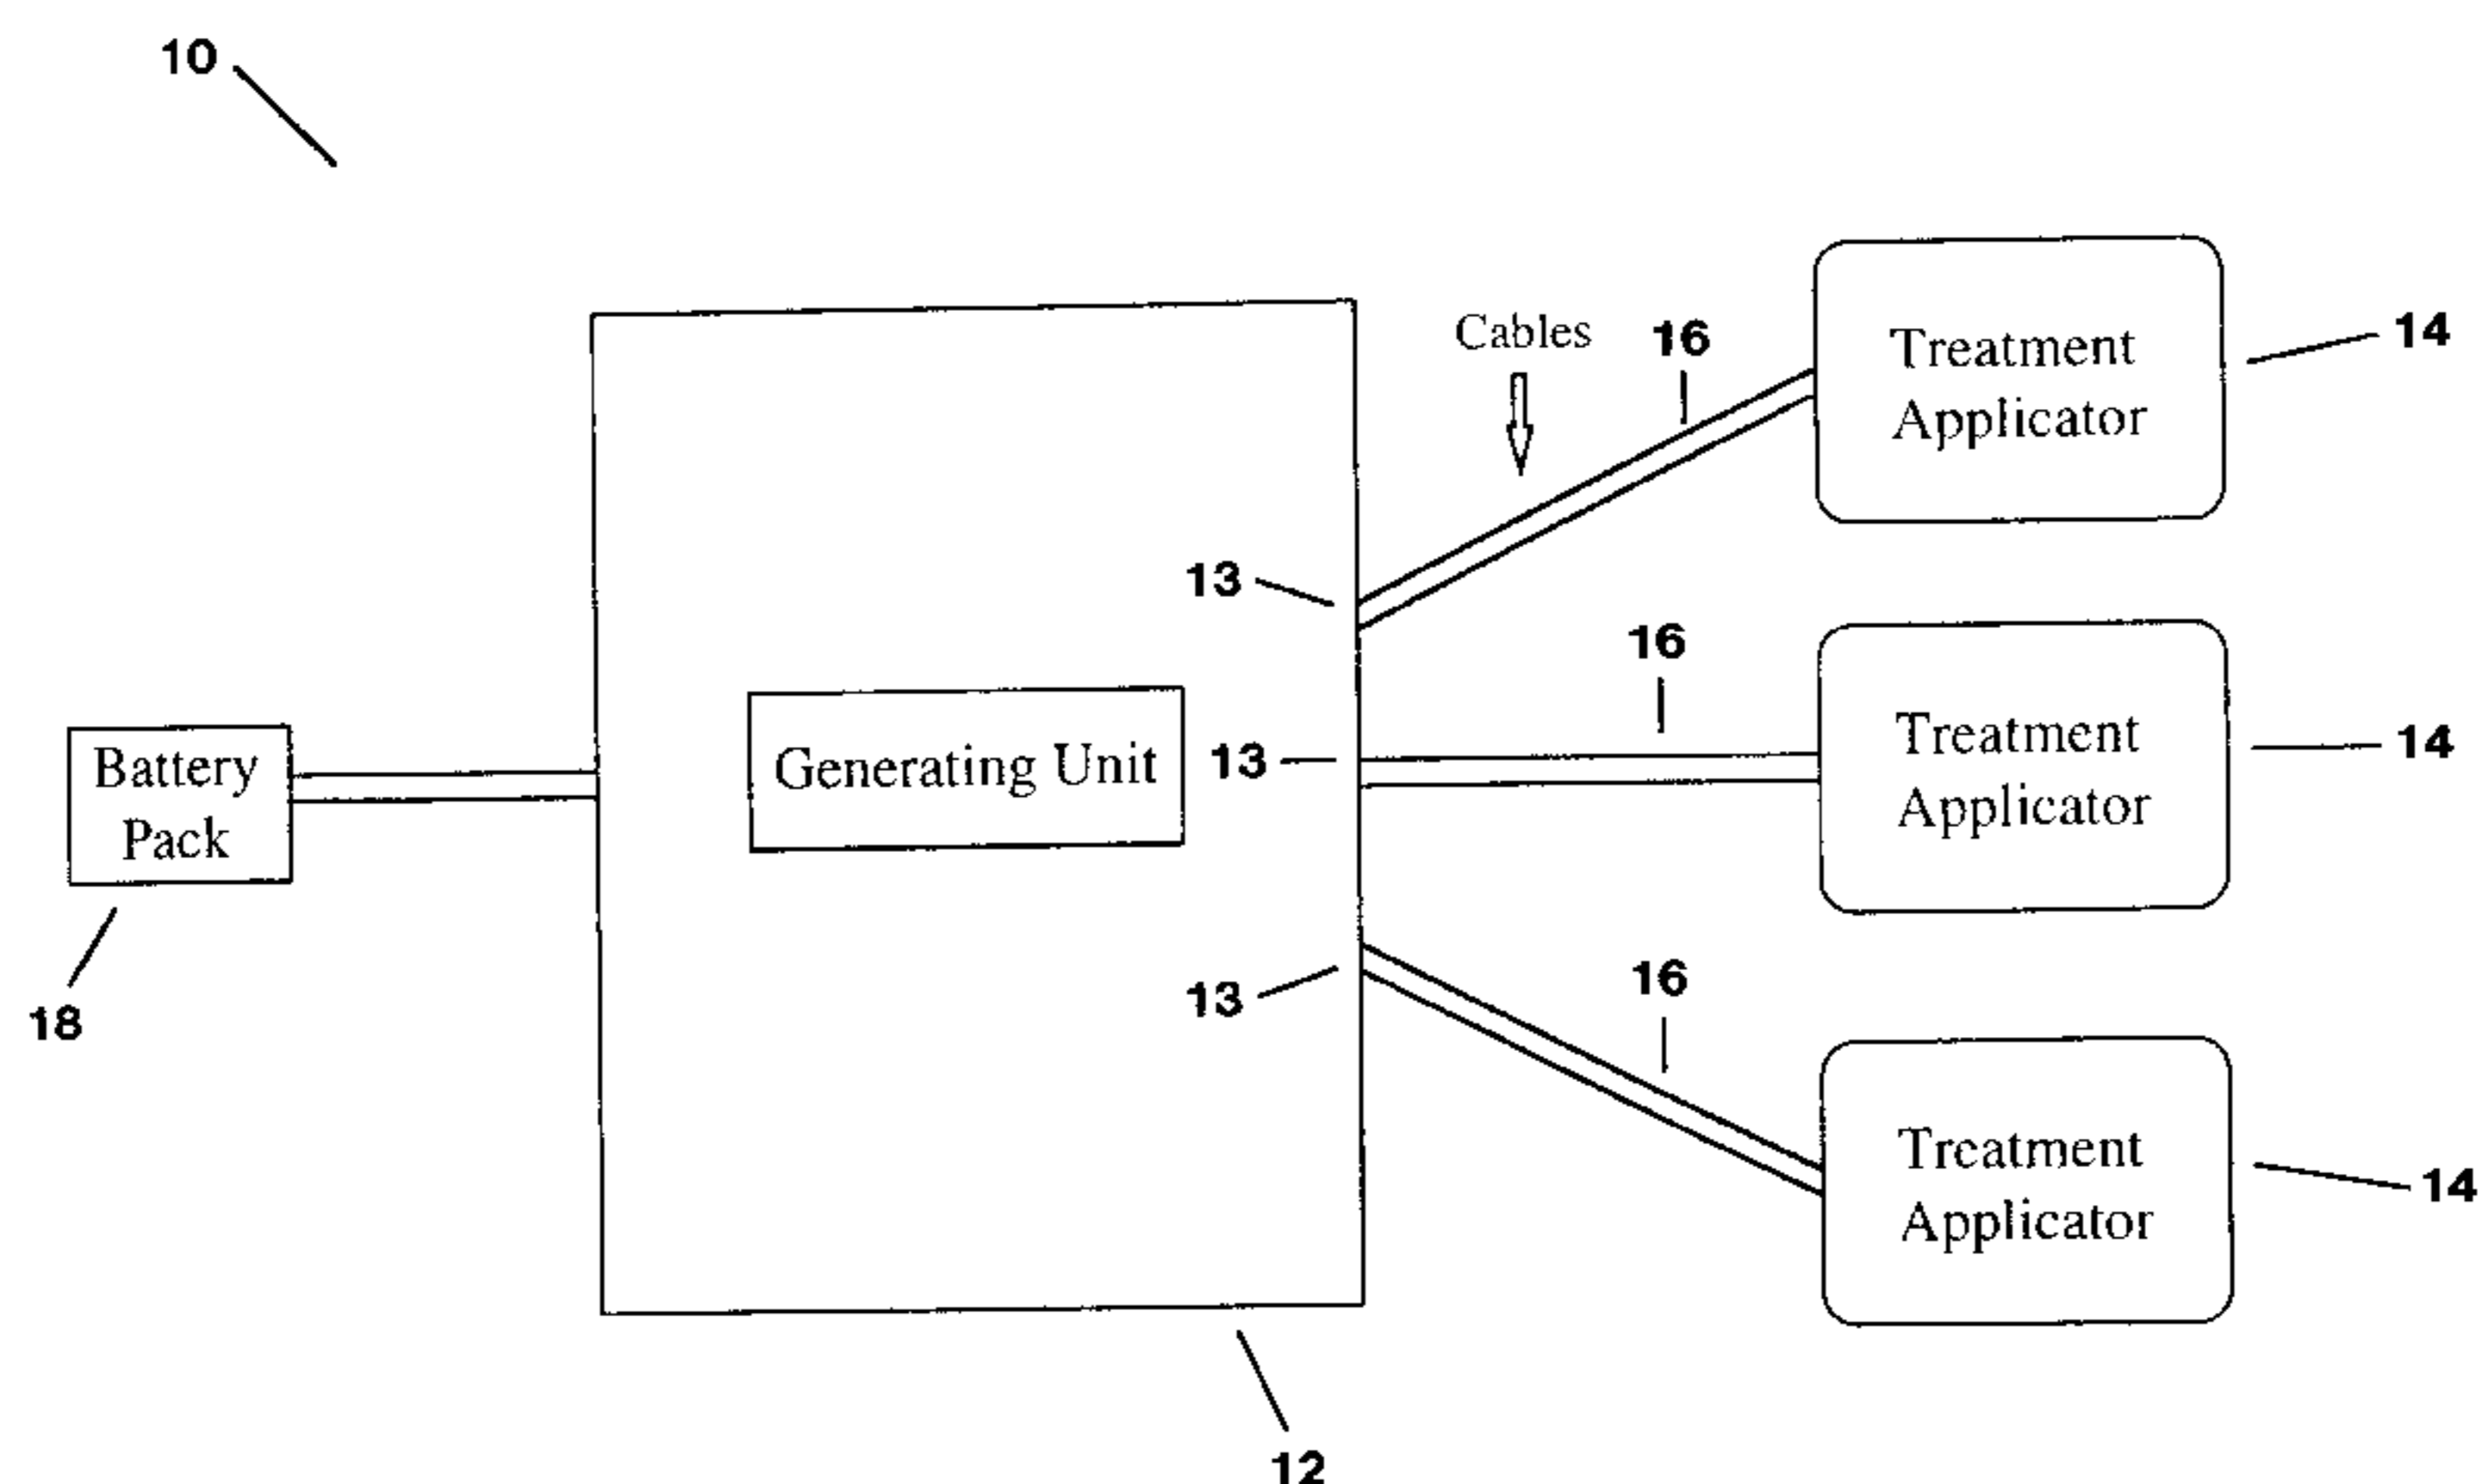 10
Cables
16
Treatment
Applicator
14
13
16
Treatment
Applicator
14
Battery
Pack
Generating Unit
13
13
16
18
Treatment
Applicator
14
12